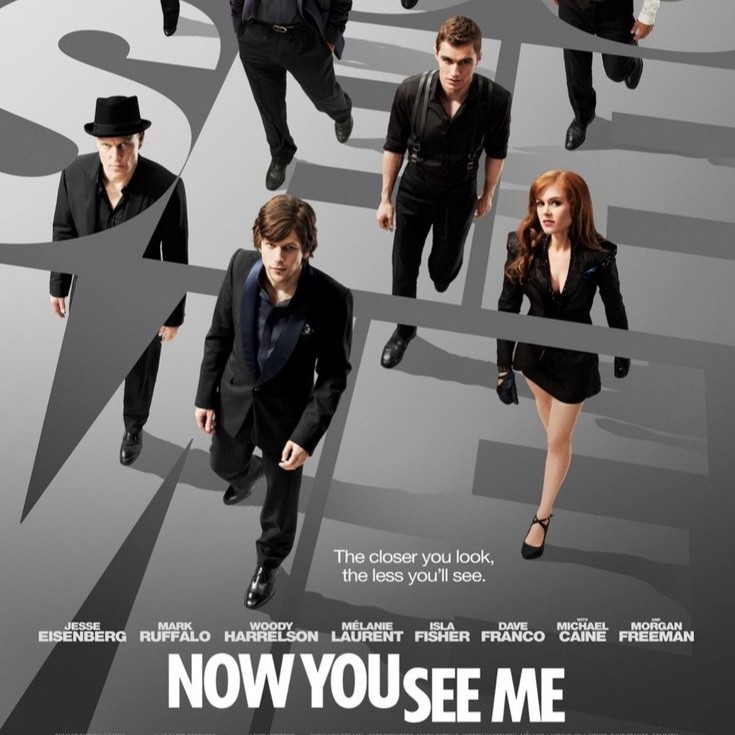 The closer you look,
the less you'll see.
JESSE EISENBERG MARK RUFFALO WOODY HARRELSON MÉLANIE LAURENT ISLA FISHER DAVE FRANCO WITH MICHAEL CAINE AND MORGAN FREEMAN
NOW YOU SEE ME